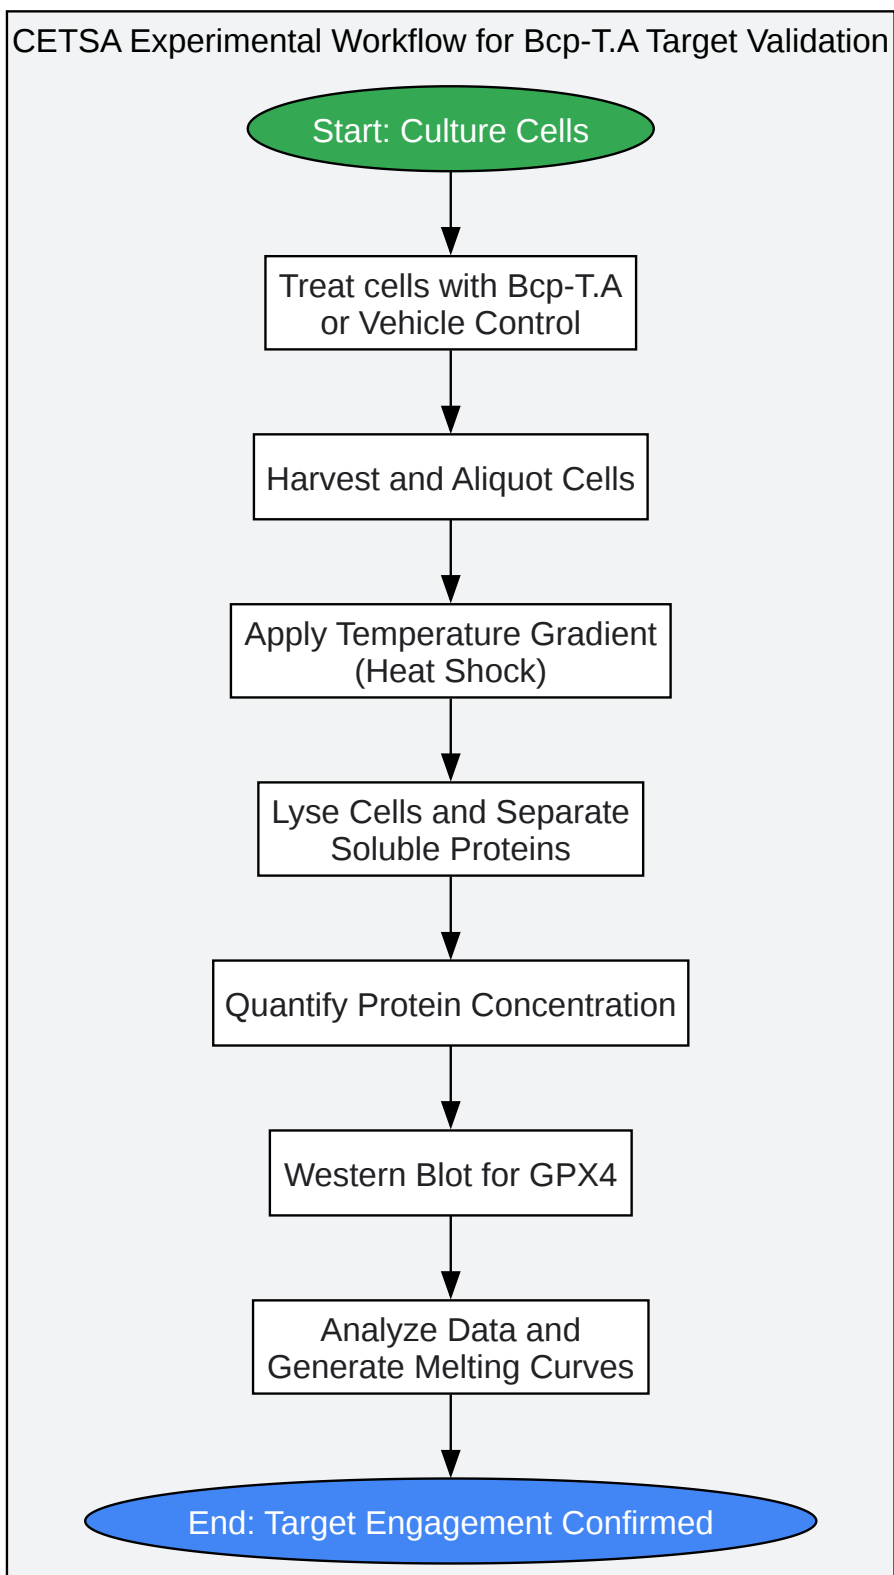 CETSA Experimental Workflow for Bcp-T.A Target Validation
Start: Culture Cells
Treat cells with Bcp-T.A
or Vehicle Control
Harvest and Aliquot Cells
Apply Temperature Gradient
(Heat Shock)
Lyse Cells and Separate
Soluble Proteins
Quantify Protein Concentration
Western Blot for GPX4
Analyze Data and
Generate Melting Curves
End: Target Engagement Confirmed